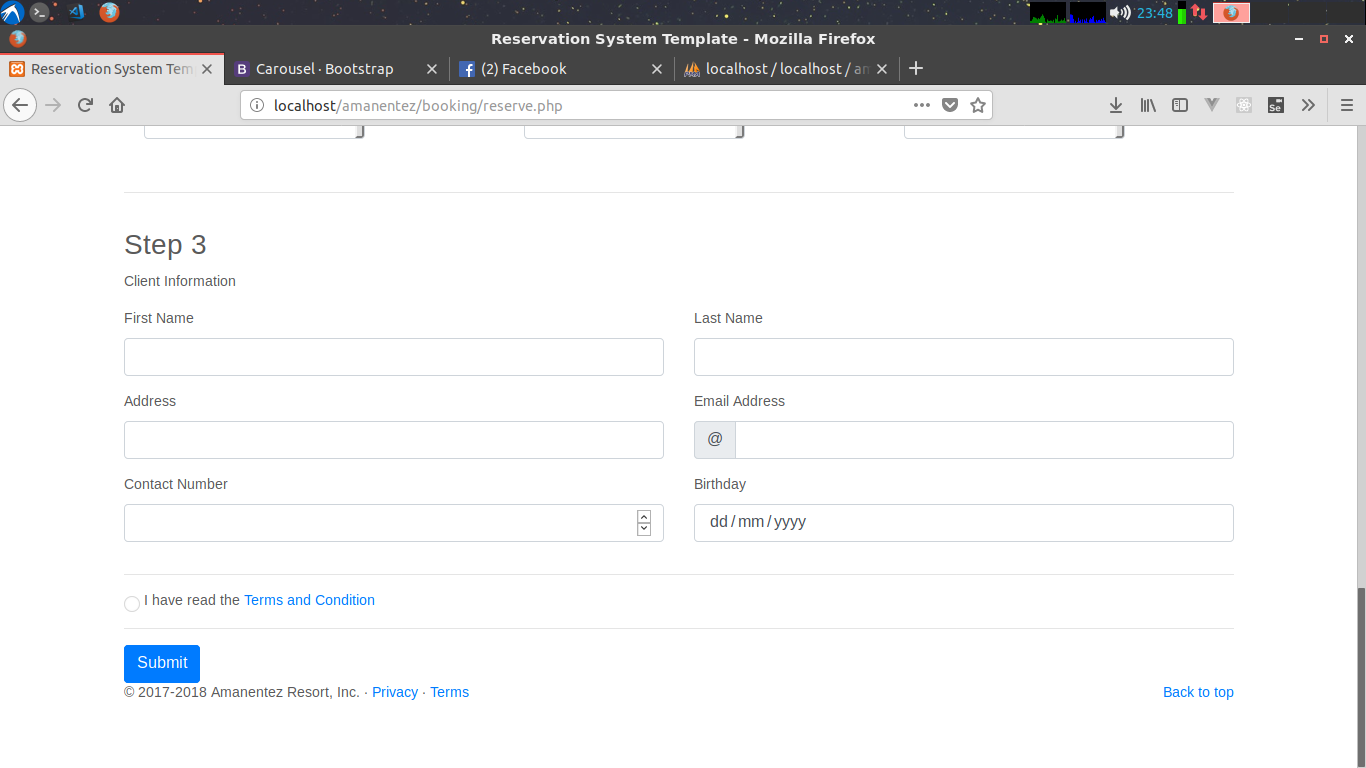 23:48
Reservation System Template - Mozilla Firefox
Reservation System Tem
Carousel · Bootstrap
(2) Facebook
localhost / localhost / am
localhost/amanentez/booking/reserve.php
Se
Step 3
Client Information
First Name
Last Name
Address
Email Address
@
Contact Number
Birthday
dd / mm / yyyy
I have read the Terms and Condition
Submit
© 2017-2018 Amanentez Resort, Inc. · Privacy · Terms
Back to top